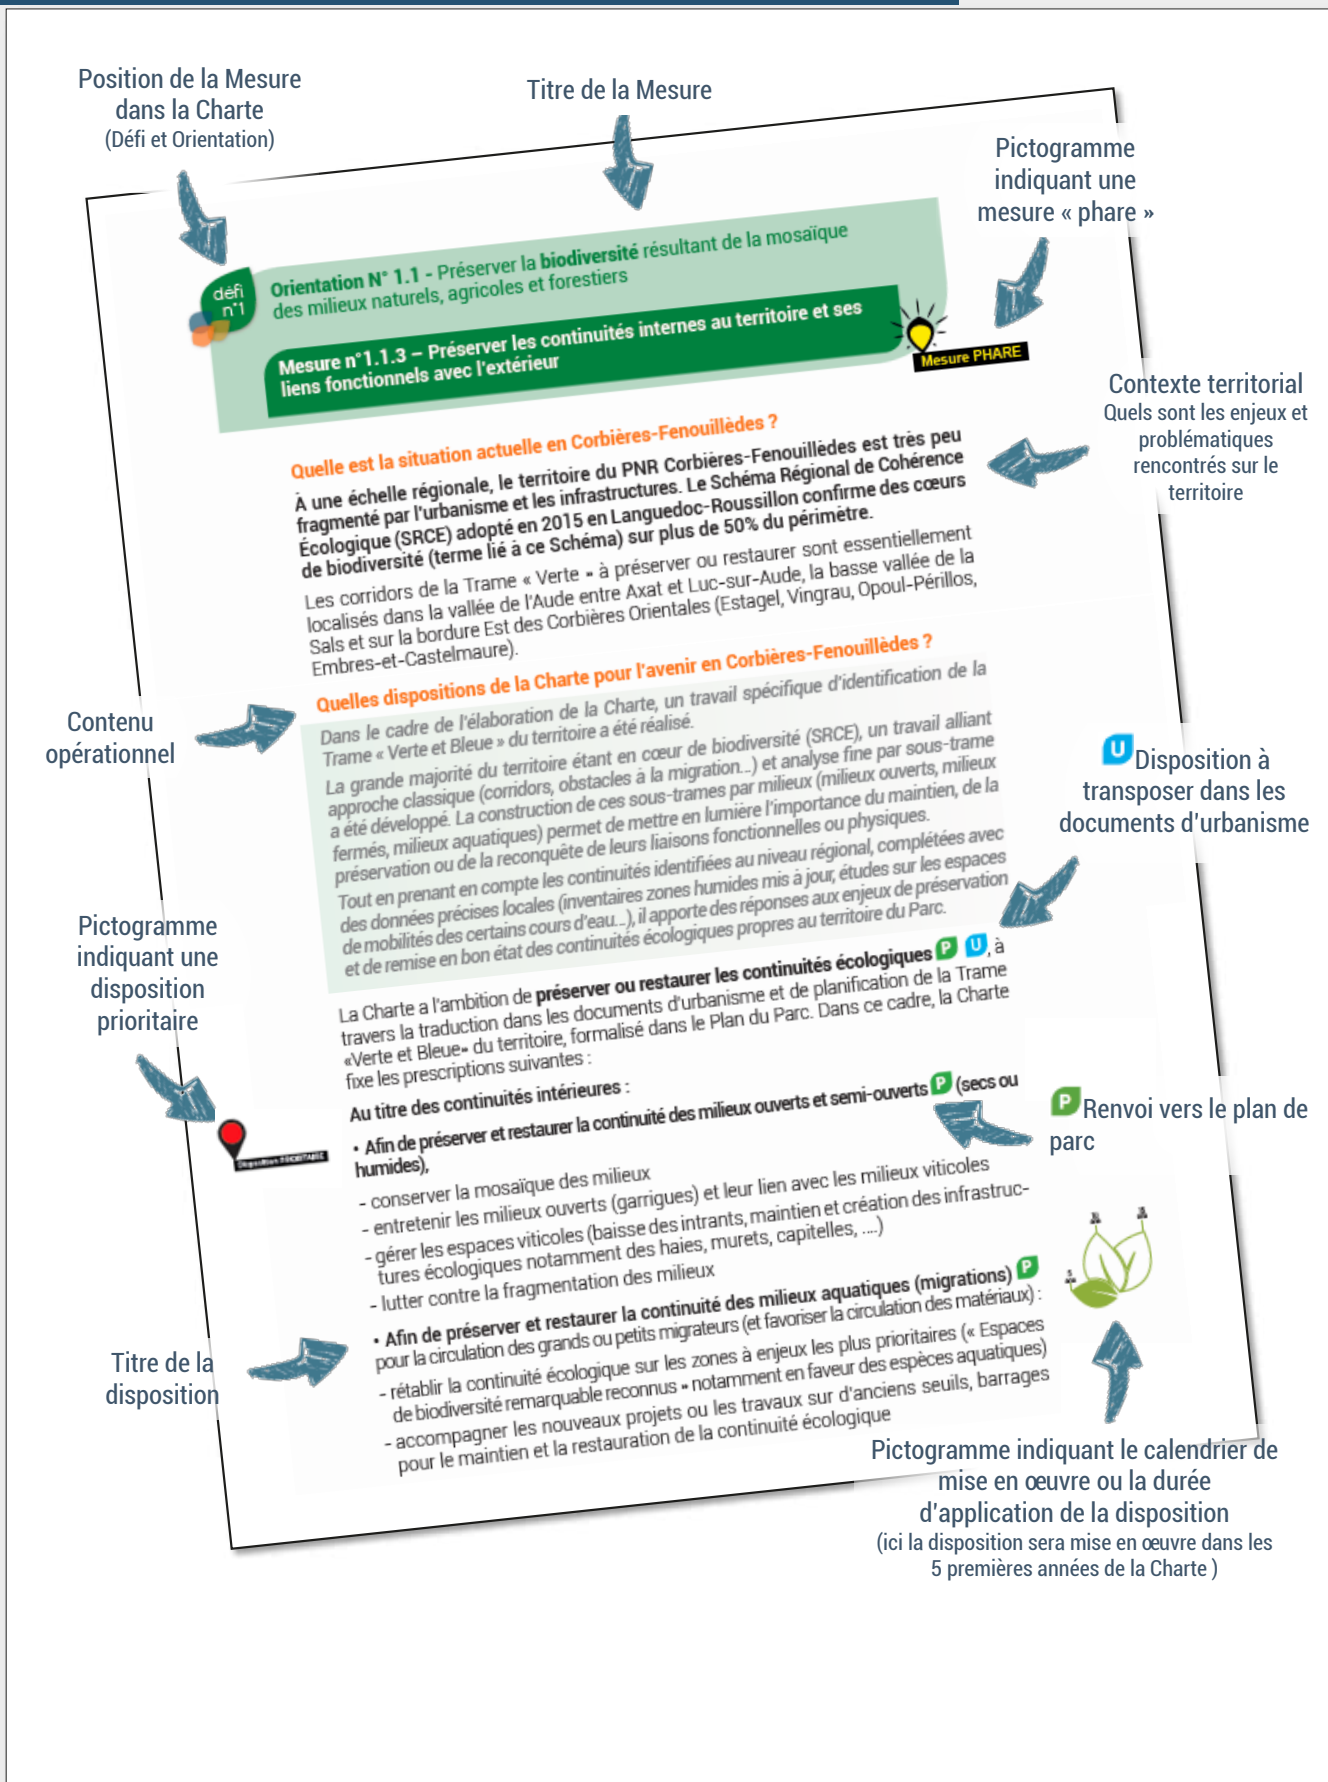 Position de la Mesure
dans la Charte
(Défi et Orientation)
Titre de la Mesure
Pictogramme
indiquant une
mesure « phare »
défi
n°1
Orientation N° 1.1 - Préserver la biodiversité résultant de la mosaïque
des milieux naturels, agricoles et forestiers
Mesure n°1.1.3 – Préserver les continuités internes au territoire et ses
liens fonctionnels avec l'extérieur
Mesure PHARE
Contexte territorial
Quels sont les enjeux et
problématiques
rencontrés sur le
territoire
Quelle est la situation actuelle en Corbières-Fenouillèdes ?
À une échelle régionale, le territoire du PNR Corbières-Fenouillèdes est très peu
fragmenté par l'urbanisme et les infrastructures. Le Schéma Régional de Cohérence
Écologique (SRCE) adopté en 2015 en Languedoc-Roussillon confirme des cœurs
de biodiversité (terme lié à ce Schéma) sur plus de 50% du périmètre.
Les corridors de la Trame « Verte » à préserver ou restaurer sont essentiellement
localisés dans la vallée de l'Aude entre Axat et Luc-sur-Aude, la basse vallée de la
Sals et sur la bordure Est des Corbières Orientales (Estagel, Vingrau, Opoul-Périllos,
Embres-et-Castelmaure).
Contenu
opérationnel
Quelles dispositions de la Charte pour l'avenir en Corbières-Fenouillèdes ?
Dans le cadre de l'élaboration de la Charte, un travail spécifique d'identification de la
Trame « Verte et Bleue » du territoire a été réalisé.
La grande majorité du territoire étant en cœur de biodiversité (SRCE), un travail alliant
approche classique (corridors, obstacles à la migration...) et analyse fine par sous-trame
a été développé. La construction de ces sous-trames par milieux (milieux ouverts, milieux
fermés, milieux aquatiques) permet de mettre en lumière l'importance du maintien, de la
préservation ou de la reconquête de leurs liaisons fonctionnelles ou physiques.
Tout en prenant en compte les continuités identifiées au niveau régional, complétées avec
des données précises locales (inventaires zones humides mis à jour, études sur les espaces
de mobilités des certains cours d'eau...), il apporte des réponses aux enjeux de préservation
et de remise en bon état des continuités écologiques propres au territoire du Parc.
U Disposition à
transposer dans les
documents d'urbanisme
Pictogramme
indiquant une
disposition
prioritaire
La Charte a l'ambition de préserver ou restaurer les continuités écologiques P U, à
travers la traduction dans les documents d'urbanisme et de planification de la Trame
«Verte et Bleue» du territoire, formalisé dans le Plan du Parc. Dans ce cadre, la Charte
fixe les prescriptions suivantes :
Au titre des continuités intérieures :
Disposition PRIORITAIRE
• Afin de préserver et restaurer la continuité des milieux ouverts et semi-ouverts P (secs ou
humides),
- conserver la mosaïque des milieux
- entretenir les milieux ouverts (garrigues) et leur lien avec les milieux viticoles
- gérer les espaces viticoles (baisse des intrants, maintien et création des infrastruc-
tures écologiques notamment des haies, murets, capitelles, ....)
- lutter contre la fragmentation des milieux
P Renvoi vers le plan de
parc
Titre de la
disposition
• Afin de préserver et restaurer la continuité des milieux aquatiques (migrations) P
pour la circulation des grands ou petits migrateurs (et favoriser la circulation des matériaux) :
- rétablir la continuité écologique sur les zones à enjeux les plus prioritaires (« Espaces
de biodiversité remarquable reconnus » notamment en faveur des espèces aquatiques)
- accompagner les nouveaux projets ou les travaux sur d'anciens seuils, barrages
pour le maintien et la restauration de la continuité écologique
Pictogramme indiquant le calendrier de
mise en œuvre ou la durée
d'application de la disposition
(ici la disposition sera mise en œuvre dans les
5 premières années de la Charte )